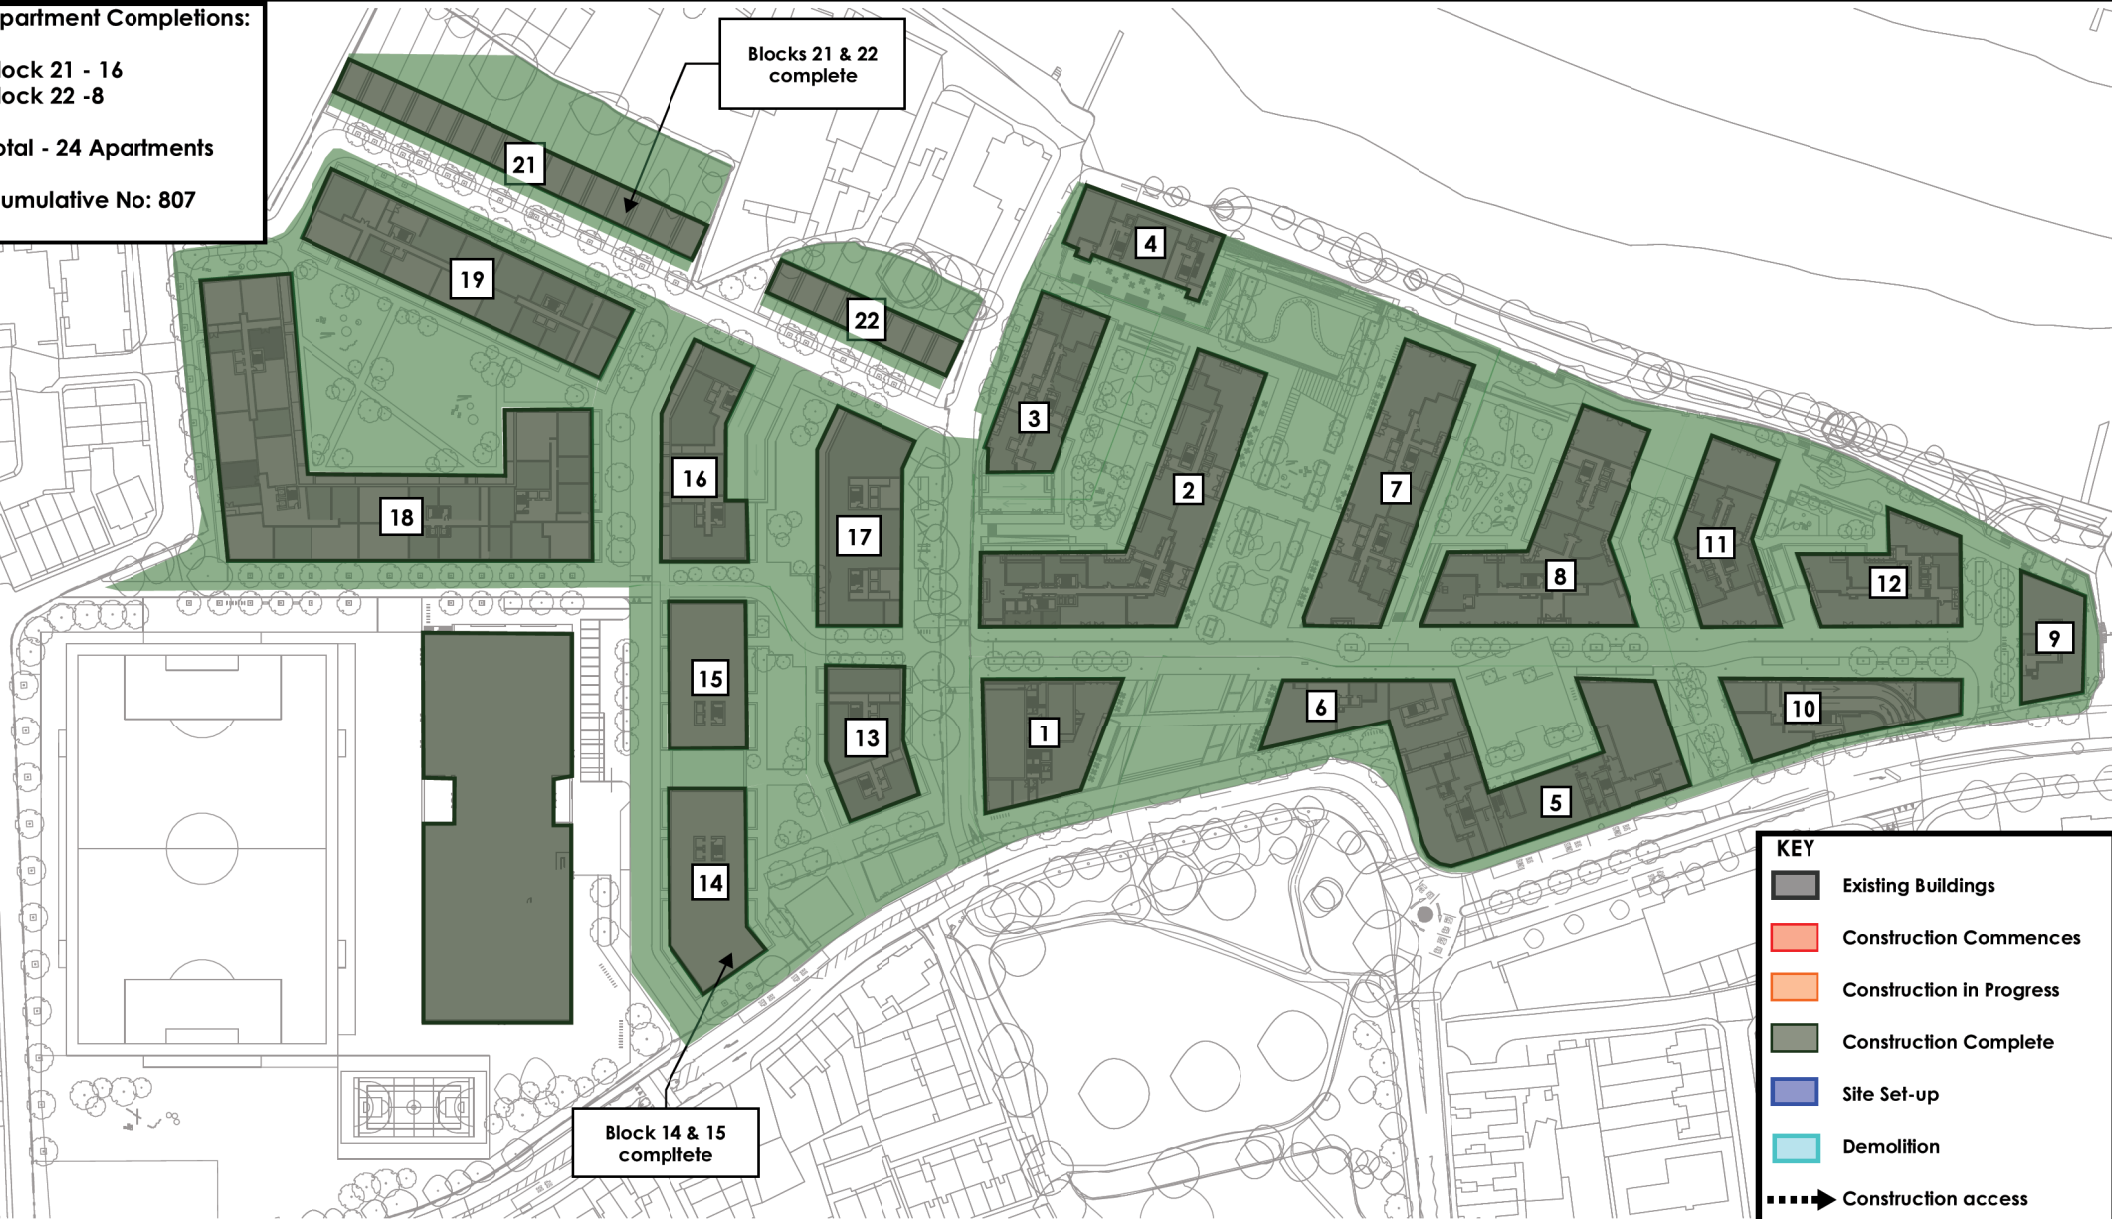 partment Completions:
lock 21 - 16
lock 22 -8
otal - 24 Apartments
umulative No: 807
Blocks 21 & 22
complete
21
4
19
22
3
16
2
7
17
18
11
8
12
9
15
6
10
13
1
5
14
Block 14 & 15
compltete
KEY
Existing Buildings
Construction Commences
Construction in Progress
Construction Complete
Site Set-up
Demolition
Construction access